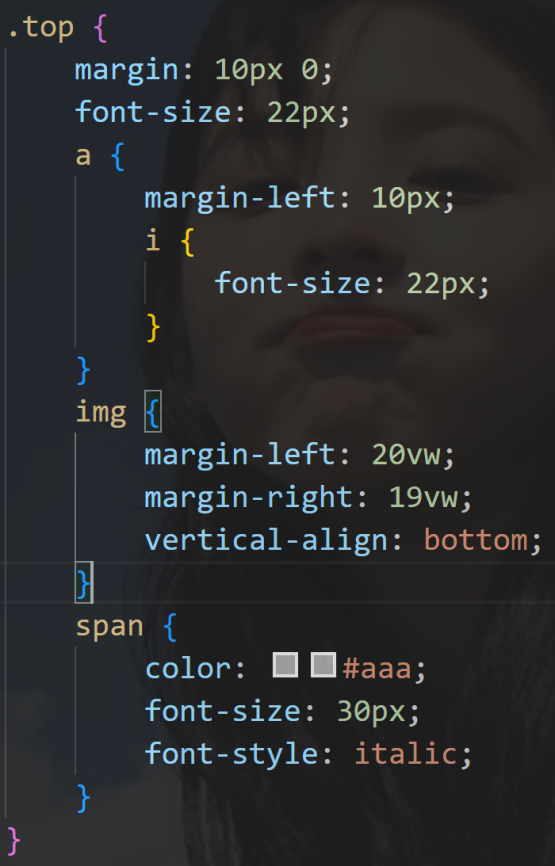 .top {
    margin: 10px 0;
    font-size: 22px;
    a {
        margin-left: 10px;
        i {
            font-size: 22px;
        }
    }
    img {
        margin-left: 20vw;
        margin-right: 19vw;
        vertical-align: bottom;
    }
    span {
        color: #aaa;
        font-size: 30px;
        font-style: italic;
    }
}